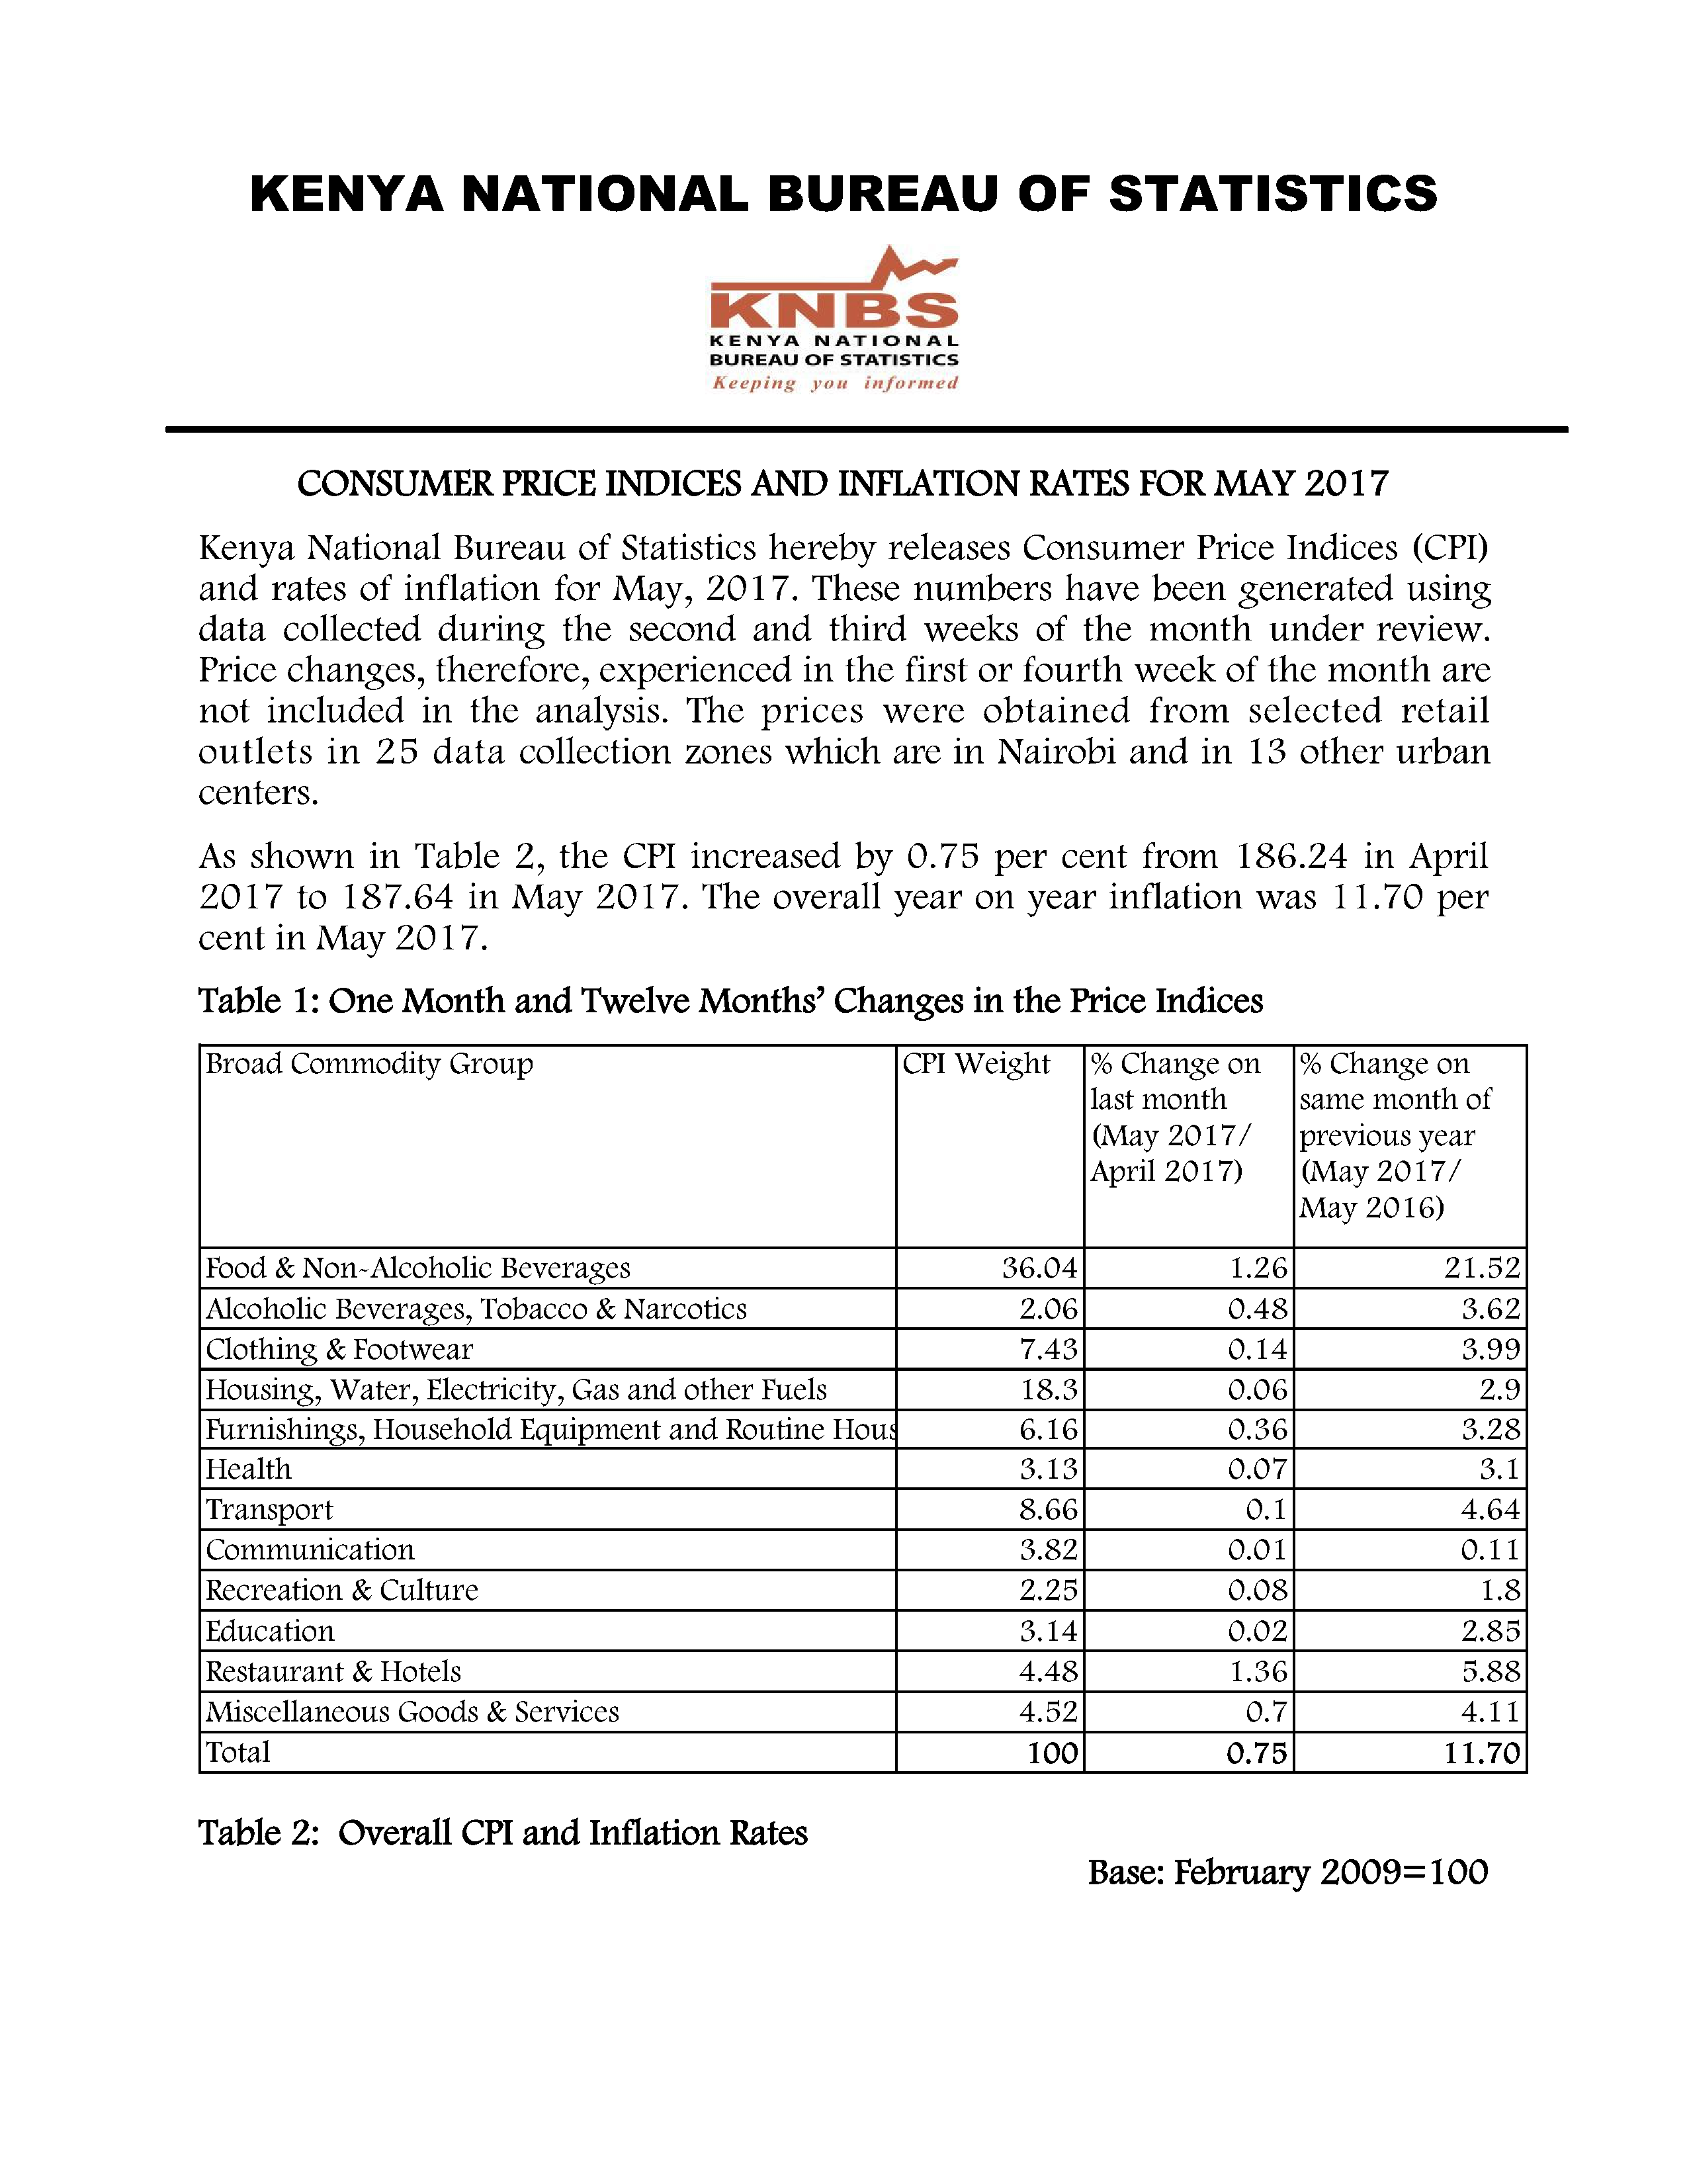 KENYA NATIONAL BUREAU OF STATISTICS
KNBS
KENYA NATIONAL
BUREAU OF STATISTICS
Keeping you informed
CONSUMER PRICE INDICES AND INFLATION RATES FOR MAY 2017
Kenya National Bureau of Statistics hereby releases Consumer Price Indices (CPI)
and rates of inflation for May, 2017. These numbers have been generated using
data collected during the second and third weeks of the month under review.
Price changes, therefore, experienced in the first or fourth week of the month are
not included in the analysis. The prices were obtained from selected retail
outlets in 25 data collection zones which are in Nairobi and in 13 other urban
centers.
As shown in Table 2, the CPI increased by 0.75 per cent from 186.24 in April
2017 to 187.64 in May 2017. The overall year on year inflation was 11.70 per
cent in May 2017.
Table 1: One Month and Twelve Months’ Changes in the Price Indices
Broad Commodity Group CPI Weight % Change on % Change on
last month same month of
(May 2017/ previous year
April 2017) (May 2017/
May 2016)
Food & Non-Alcoholic Beverages 36.04 1.26 21.52
Alcoholic Beverages, Tobacco & Narcotics 2.06 0.48 3.62
Clothing & Footwear 7.43 0.14 3.99
Housing, Water, Electricity, Gas and other Fuels 18.3 0.06 2.9
Furnishings, Household Equipment and Routine Hous 6.16 0.36 3.28
Health 3.13 0.07 3.1
Transport 8.66 0.1 4.64
Communication 3.82 0.01 0.11
Recreation & Culture 2.25 0.08 1.8
Education 3.14 0.02 2.85
Restaurant & Hotels 4.48 1.36 5.88
Miscellaneous Goods & Services 4.52 0.7 4.11
Total 100 0.75 11.70
Table 2: Overall CPI and Inflation Rates
Base: February 2009=100